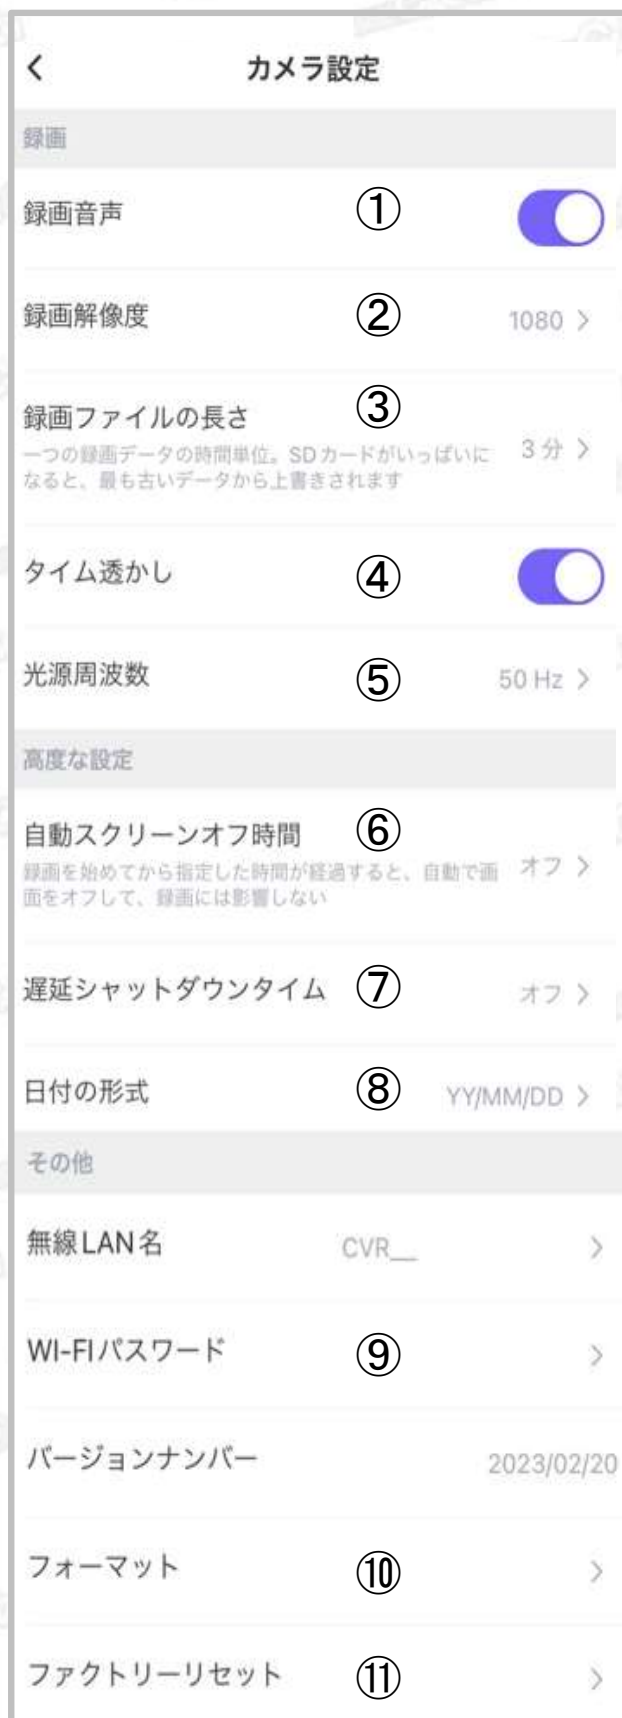 カメラ設定
録画
録画音声 ①
録画解像度 ② 1080
録画ファイルの長さ ③
一つの録画データの時間単位。SDカードがいっぱいに 3分
なると、最も古いデータから上書きされます
タイム透かし ④
光源周波数 ⑤ 50 Hz
高度な設定
自動スクリーンオフ時間 ⑥
録画を始めてから指定した時間が経過すると、自動で画 オフ
面をオフして、録画には影響しない
遅延シャットダウンタイム ⑦ オフ
日付の形式 ⑧ YY/MM/DD
その他
無線LAN名 CVR__
WI-FIパスワード ⑨
バージョンナンバー 2023/02/20
フォーマット ⑩
ファクトリーリセット ⑪